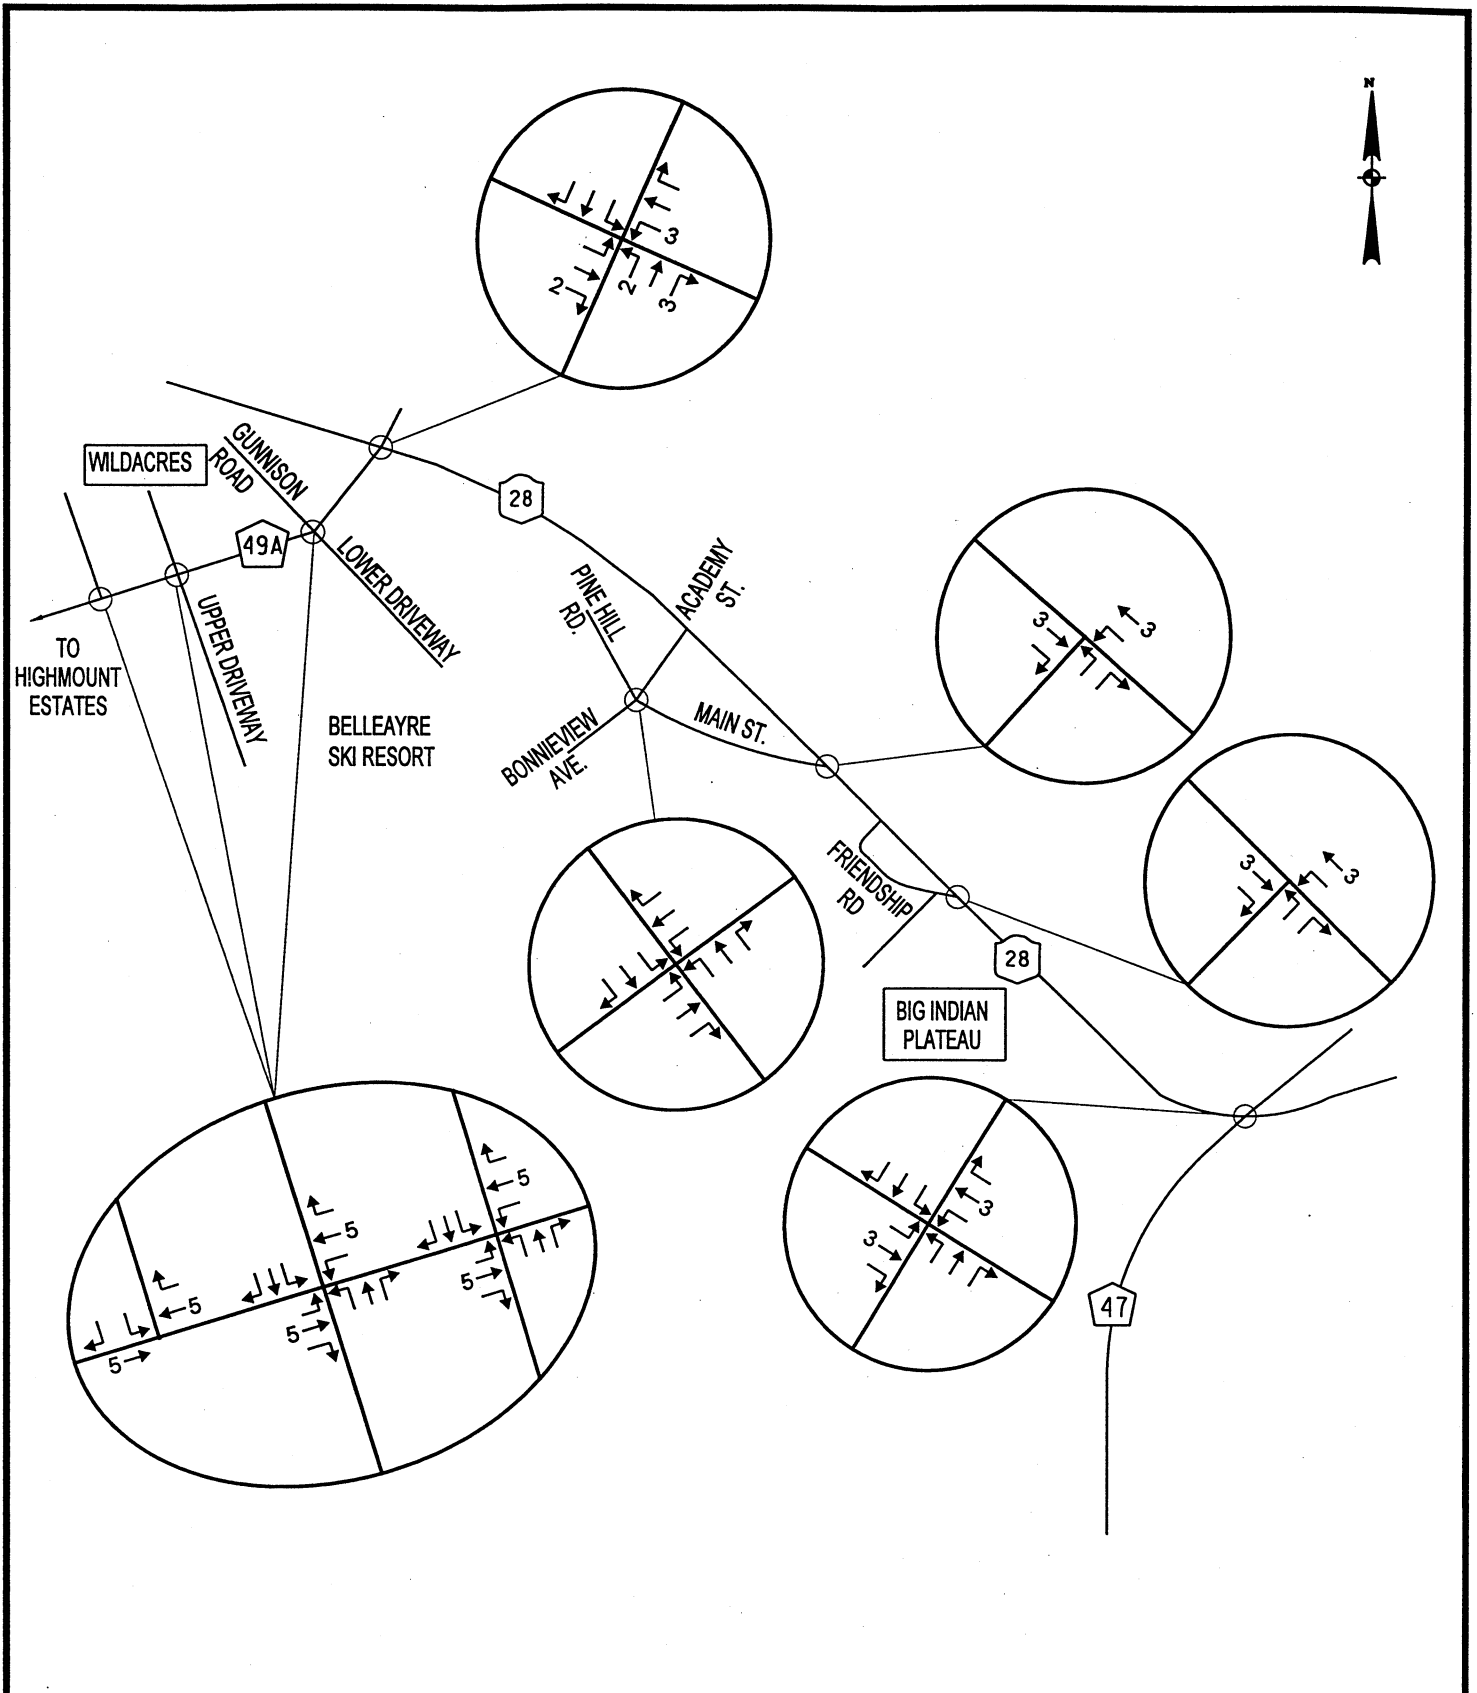 N
3
2
2
3
WILDACRES
GUNNISON
ROAD
28
49A
LOWER DRIVEWAY
UPPER DRIVEWAY
TO
HIGHMOUNT
ESTATES
BELLEAYRE
SKI RESORT
PINE HILL
RD.
ACADEMY
ST.
BONNIEVIEW
AVE.
MAIN ST.
3
3
3
3
FRIENDSHIP
RD
28
BIG INDIAN
PLATEAU
3
3
47
5
5
5
5
5
5